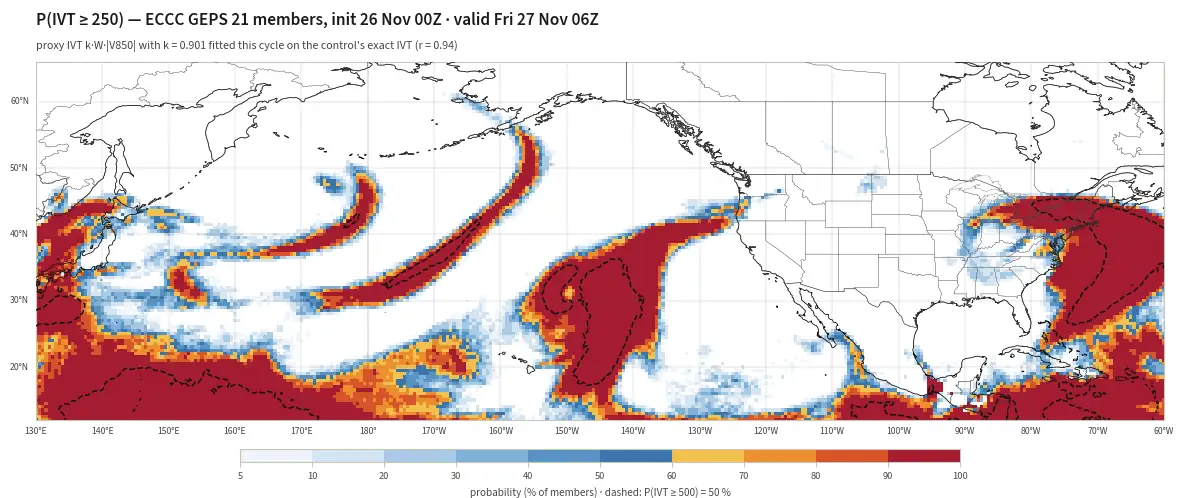 P(IVT ≥ 250) — ECCC GEPS 21 members, init 26 Nov 00Z · valid Fri 27 Nov 06Z
proxy IVT k·W·|V850| with k = 0.901 fitted this cycle on the control's exact IVT (r = 0.94)
60°N
50°N
40°N
30°N
20°N
130°E 140°E 150°E 160°E 170°E 180° 170°W 160°W 150°W 140°W 130°W 120°W 110°W 100°W 90°W 80°W 70°W 60°W
5 10 20 30 40 50 60 70 80 90 100
probability (% of members) · dashed: P(IVT ≥ 500) = 50 %